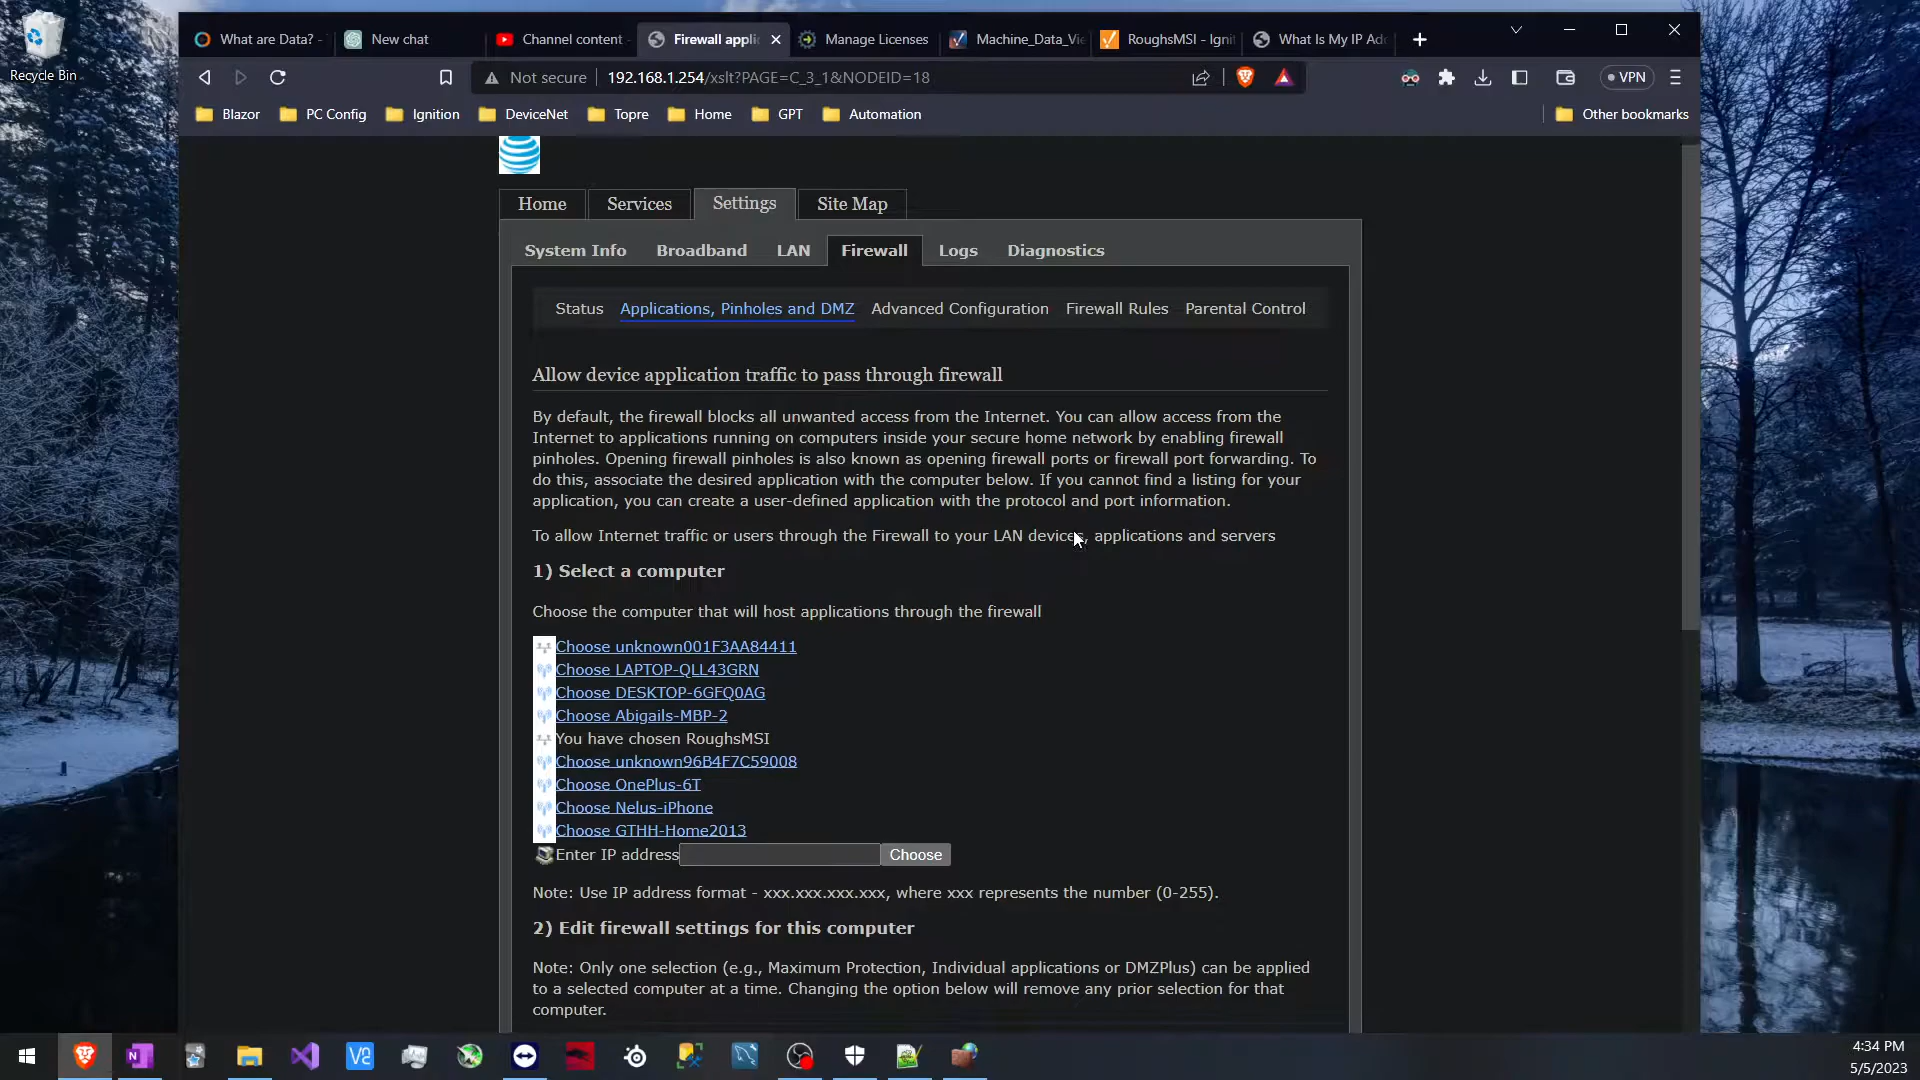 Recycle Bin
What are Data? -
New chat
Channel content -
Firewall appli
Manage Licenses
Machine_Data_Vie
RoughsMSI - Ignit
What Is My IP Ad
Not secure
192.168.1.254/xslt?PAGE=C_3_1&NODEID=18
VPN
Blazor
PC Config
Ignition
DeviceNet
Topre
Home
GPT
Automation
Other bookmarks
Home
Services
Settings
Site Map
System Info
Broadband
LAN
Firewall
Logs
Diagnostics
Status
Applications, Pinholes and DMZ
Advanced Configuration
Firewall Rules
Parental Control
Allow device application traffic to pass through firewall
By default, the firewall blocks all unwanted access from the Internet. You can allow access from the
Internet to applications running on computers inside your secure home network by enabling firewall
pinholes. Opening firewall pinholes is also known as opening firewall ports or firewall port forwarding. To
do this, associate the desired application with the computer below. If you cannot find a listing for your
application, you can create a user-defined application with the protocol and port information.
To allow Internet traffic or users through the Firewall to your LAN devices, applications and servers
1) Select a computer
Choose the computer that will host applications through the firewall
Choose unknown001F3AA84411
Choose LAPTOP-QLL43GRN
Choose DESKTOP-6GFQ0AG
Choose Abigails-MBP-2
You have chosen RoughsMSI
Choose unknown96B4F7C59008
Choose OnePlus-6T
Choose Nelus-iPhone
Choose GTHH-Home2013
Enter IP address
Choose
Note: Use IP address format - xxx.xxx.xxx.xxx, where xxx represents the number (0-255).
2) Edit firewall settings for this computer
Note: Only one selection (e.g., Maximum Protection, Individual applications or DMZPlus) can be applied
to a selected computer at a time. Changing the option below will remove any prior selection for that
computer.
4:34 PM
5/5/2023